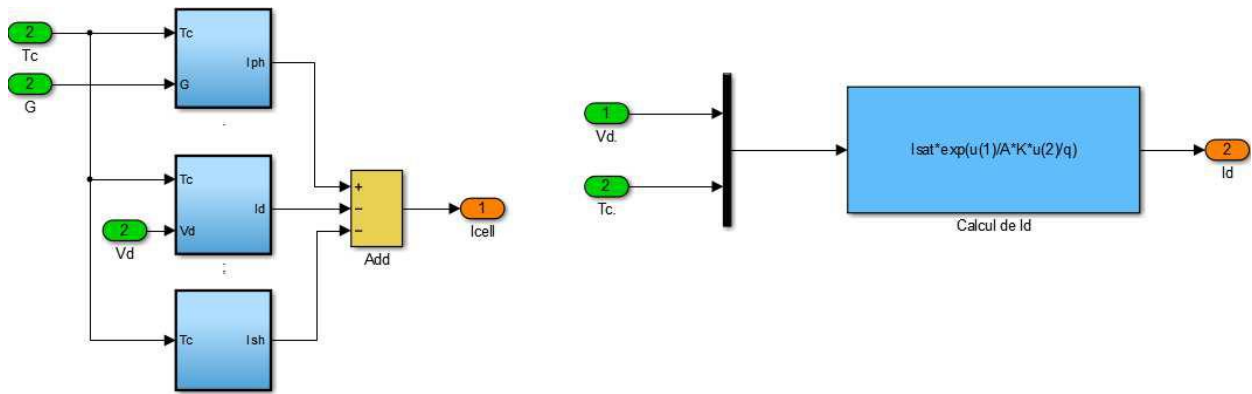 2
Tc
2
G
Tc
G
Iph
Tc
Vd
Id
2
Vd
Tc
Ish
+
−
−
Add
1
Icell
1
Vd.
2
Tc.
Isat*exp(u(1)/A*K*u(2)/q)
Calcul de Id
2
Id